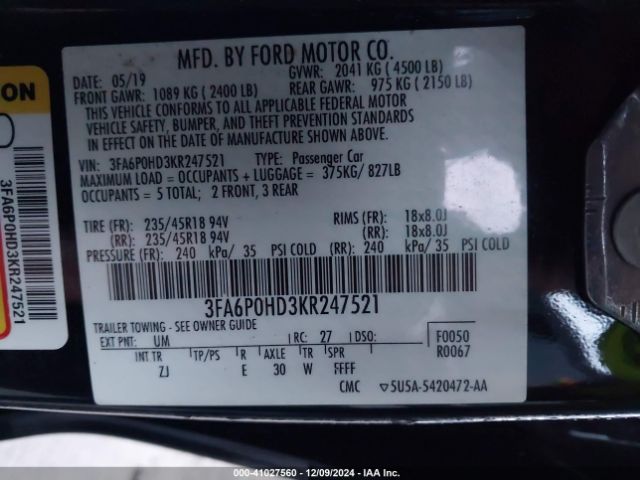 MFD. BY FORD MOTOR CO.
DATE: 05/19 GVWR: 2041 KG ( 4500 LB)
FRONT GAWR: 1089 KG ( 2400 LB) REAR GAWR: 975 KG ( 2150 LB)
THIS VEHICLE CONFORMS TO ALL APPLICABLE FEDERAL MOTOR
VEHICLE SAFETY, BUMPER, AND THEFT PREVENTION STANDARDS
IN EFFECT ON THE DATE OF MANUFACTURE SHOWN ABOVE.
VIN: 3FA6P0HD3KR247521 TYPE: Passenger Car
MAXIMUM LOAD = OCCUPANTS + LUGGAGE = 375KG/ 827LB
OCCUPANTS = 5 TOTAL; 2 FRONT, 3 REAR
TIRE (FR): 235/45R18 94V RIMS (FR): 18x8.0J
(RR): 235/45R18 94V (RR): 18x8.0J
PRESSURE (FR): 240 kPa/ 35 PSI COLD (RR): 240 kPa/ 35 PSI COLD
3FA6P0HD3KR247521
TRAILER TOWING - SEE OWNER GUIDE
EXT PNT: UM RC: 27 DSO: F0050
INT TR TP/PS R AXLE TR SPR R0067
ZJ E 30 W FFFF
CMC 5U5A-5420472-AA
ION
3FA6P0HD3KR247521
000-41027560 - 12/09/2024 - IAA Inc.